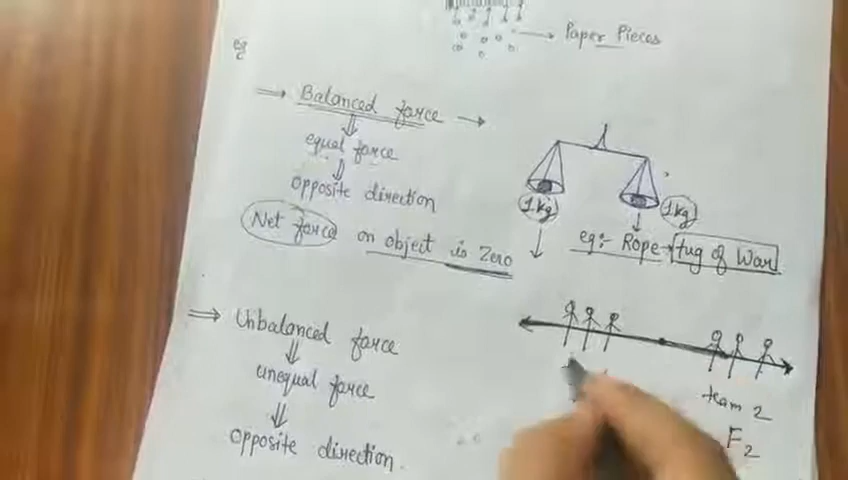 → Paper Pieces
eg
⇒ Balanced force →
equal force
opposite direction
Net force on object is Zero
1kg
1kg
eg:- Rope → tug of War
⇒ Unbalanced force
unequal force
opposite direction.
team 2
F2